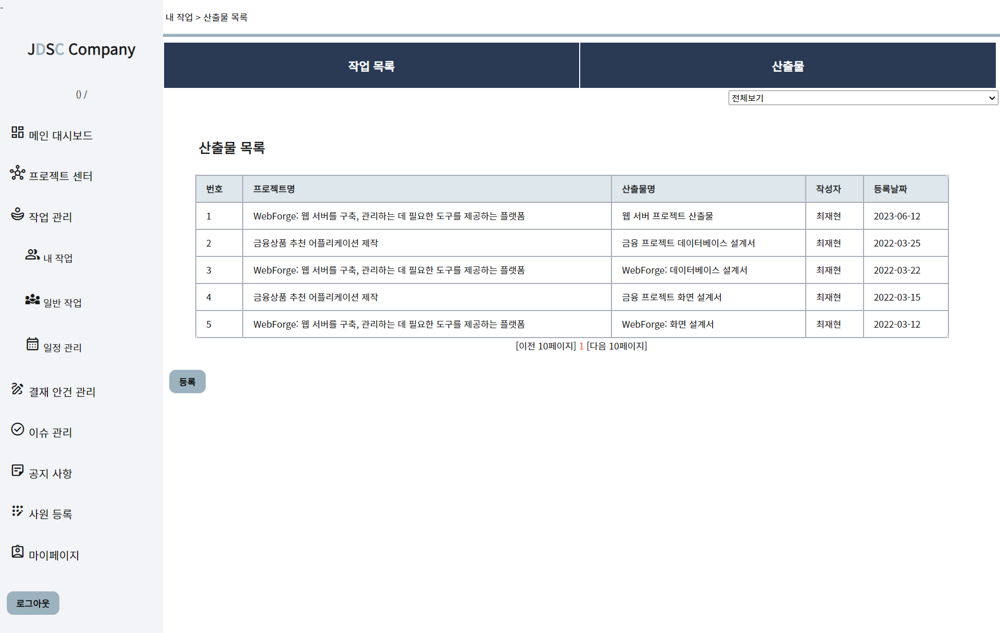 -
JDSC Company
() /
메인 대시보드
프로젝트 센터
작업 관리
내 작업
일반 작업
일정 관리
결재 안건 관리
이슈 관리
공지 사항
사원 등록
마이페이지
로그아웃
내 작업 > 산출물 목록
작업 목록 산출물
전체보기
산출물 목록
번호 프로젝트명 산출물명 작성자 등록날짜
1 WebForge: 웹 서버를 구축, 관리하는 데 필요한 도구를 제공하는 플랫폼 웹 서버 프로젝트 산출물 최재현 2023-06-12
2 금융상품 추천 어플리케이션 제작 금융 프로젝트 데이터베이스 설계서 최재현 2022-03-25
3 WebForge: 웹 서버를 구축, 관리하는 데 필요한 도구를 제공하는 플랫폼 WebForge: 데이터베이스 설계서 최재현 2022-03-22
4 금융상품 추천 어플리케이션 제작 금융 프로젝트 화면 설계서 최재현 2022-03-15
5 WebForge: 웹 서버를 구축, 관리하는 데 필요한 도구를 제공하는 플랫폼 WebForge: 화면 설계서 최재현 2022-03-12
[이전 10페이지] 1 [다음 10페이지]
등록